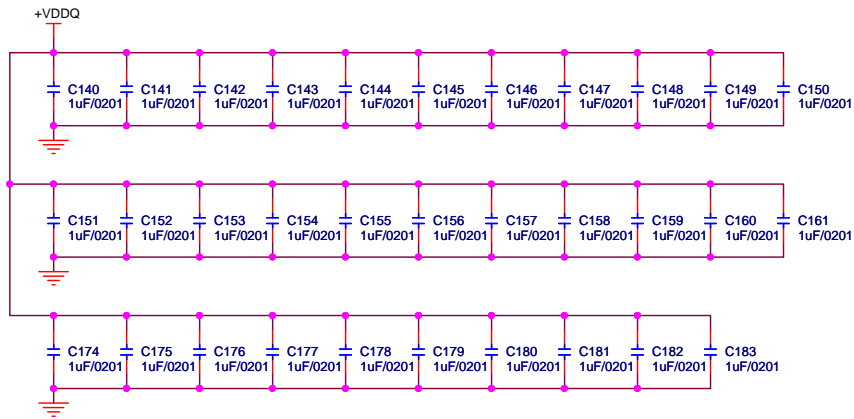 +VDDQ
C140 C141 C142 C143 C144 C145 C146 C147 C148 C149 C150
1uF/0201 1uF/0201 1uF/0201 1uF/0201 1uF/0201 1uF/0201 1uF/0201 1uF/0201 1uF/0201 1uF/0201 1uF/0201
C151 C152 C153 C154 C155 C156 C157 C158 C159 C160 C161
1uF/0201 1uF/0201 1uF/0201 1uF/0201 1uF/0201 1uF/0201 1uF/0201 1uF/0201 1uF/0201 1uF/0201 1uF/0201
C174 C175 C176 C177 C178 C179 C180 C181 C182 C183
1uF/0201 1uF/0201 1uF/0201 1uF/0201 1uF/0201 1uF/0201 1uF/0201 1uF/0201 1uF/0201 1uF/0201